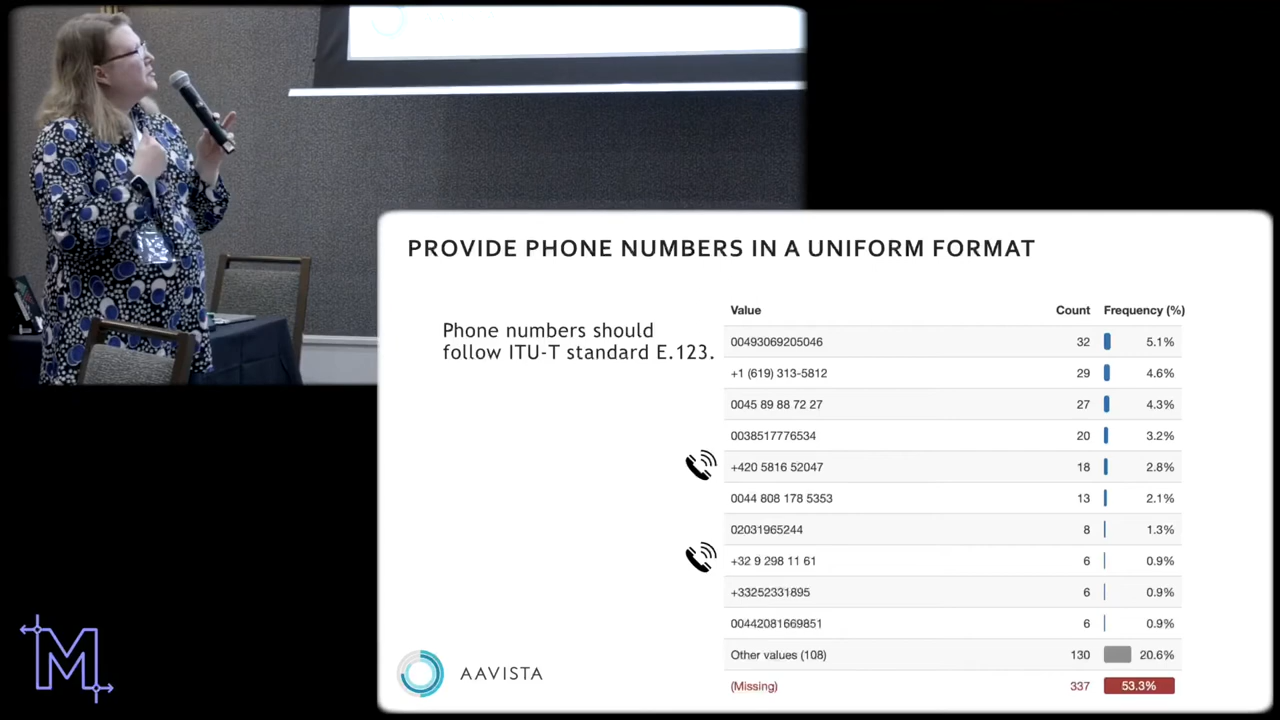 PROVIDE PHONE NUMBERS IN A UNIFORM FORMAT
Phone numbers should
follow ITU-T standard E.123.
Value Count Frequency (%)
00493069205046 32 5.1%
+1 (619) 313-5812 29 4.6%
0045 89 88 72 27 27 4.3%
0038517776534 20 3.2%
+420 5816 52047 18 2.8%
0044 808 178 5353 13 2.1%
02031965244 8 1.3%
+32 9 298 11 61 6 0.9%
+33252331895 6 0.9%
00442081669851 6 0.9%
Other values (108) 130 20.6%
(Missing) 337 53.3%
AAVISTA
M